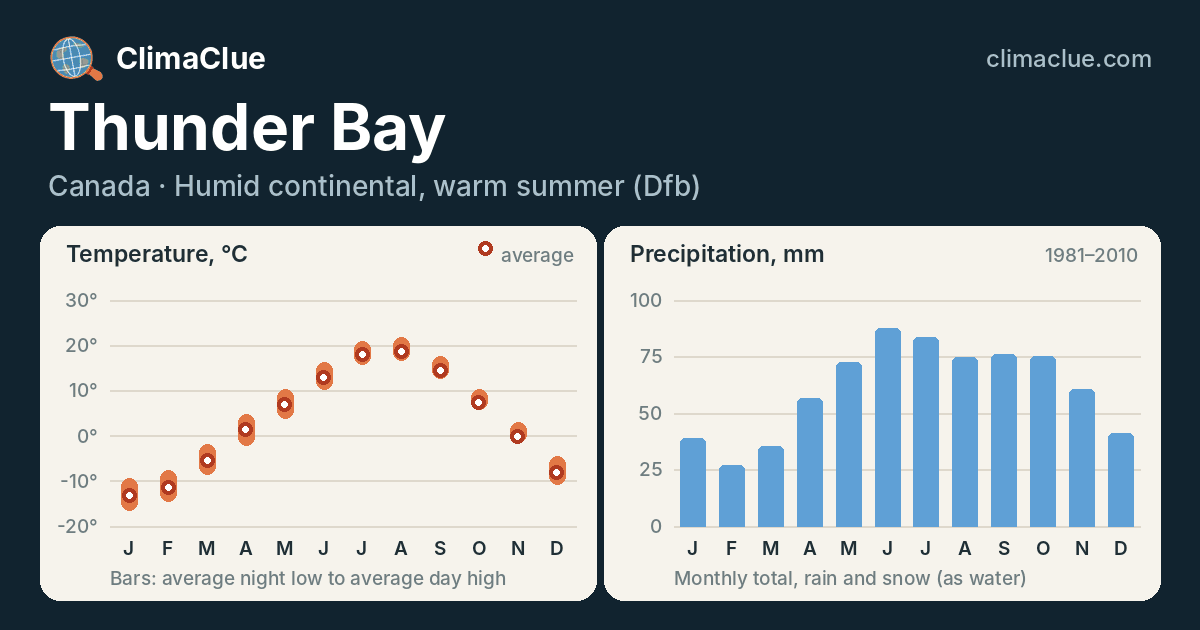 ClimaClue
climaclue.com
Thunder Bay
Canada · Humid continental, warm summer (Dfb)
Temperature, °C
average
30°
20°
10°
0°
-10°
-20°
J F M A M J J A S O N D
Bars: average night low to average day high
Precipitation, mm
1981–2010
100
75
50
25
0
J F M A M J J A S O N D
Monthly total, rain and snow (as water)